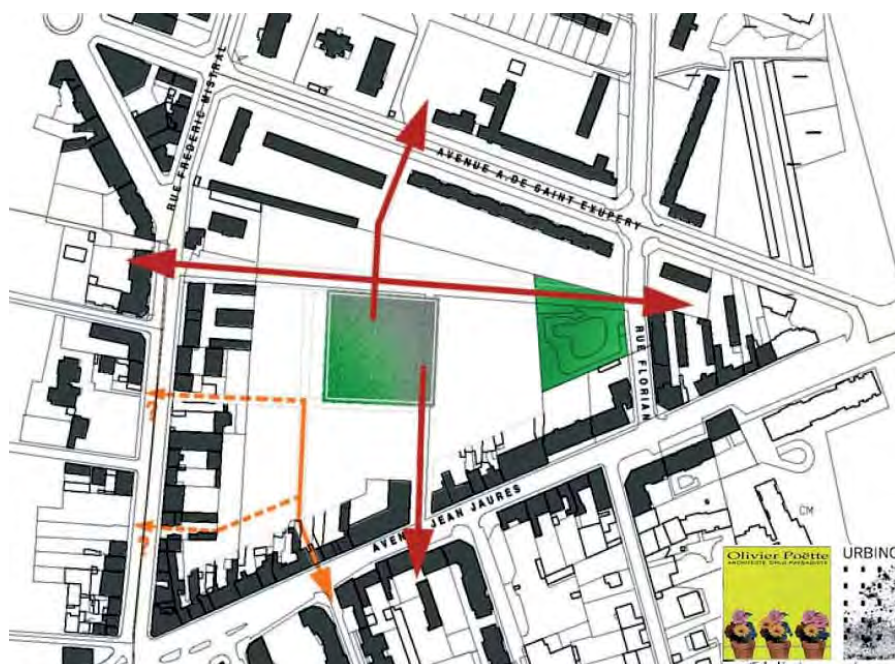 RUE FREDERIC MISTRAL
AVENUE A. DE SAINT EXUPERY
RUE FLORIAN
AVENUE JEAN JAURES
?
?
CM
Olivier Poëtte
ARCHITECTE DPLG PAYSAGISTE
URBINO